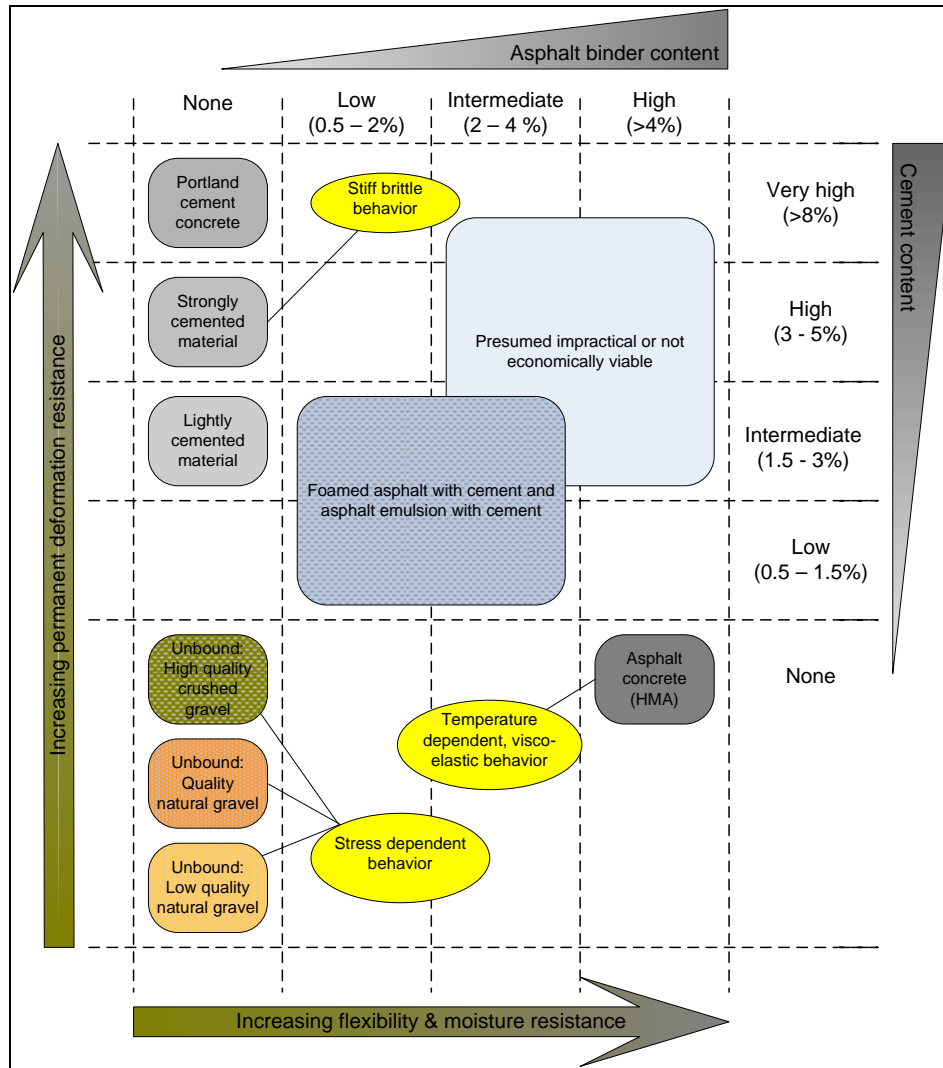 Asphalt binder content
None
Low
(0.5 – 2%)
Intermediate
(2 – 4 %)
High
(>4%)
Portland
cement
concrete
Stiff brittle
behavior
Very high
(>8%)
Cement content
Strongly
cemented
material
High
(3 - 5%)
Presumed impractical or not
economically viable
Lightly
cemented
material
Intermediate
(1.5 - 3%)
Foamed asphalt with cement and
asphalt emulsion with cement
Low
(0.5 – 1.5%)
Increasing permanent deformation resistance
Unbound:
High quality
crushed
gravel
Asphalt
concrete
(HMA)
None
Temperature
dependent, visco-
elastic behavior
Unbound:
Quality
natural gravel
Stress dependent
behavior
Unbound:
Low quality
natural gravel
Increasing flexibility & moisture resistance